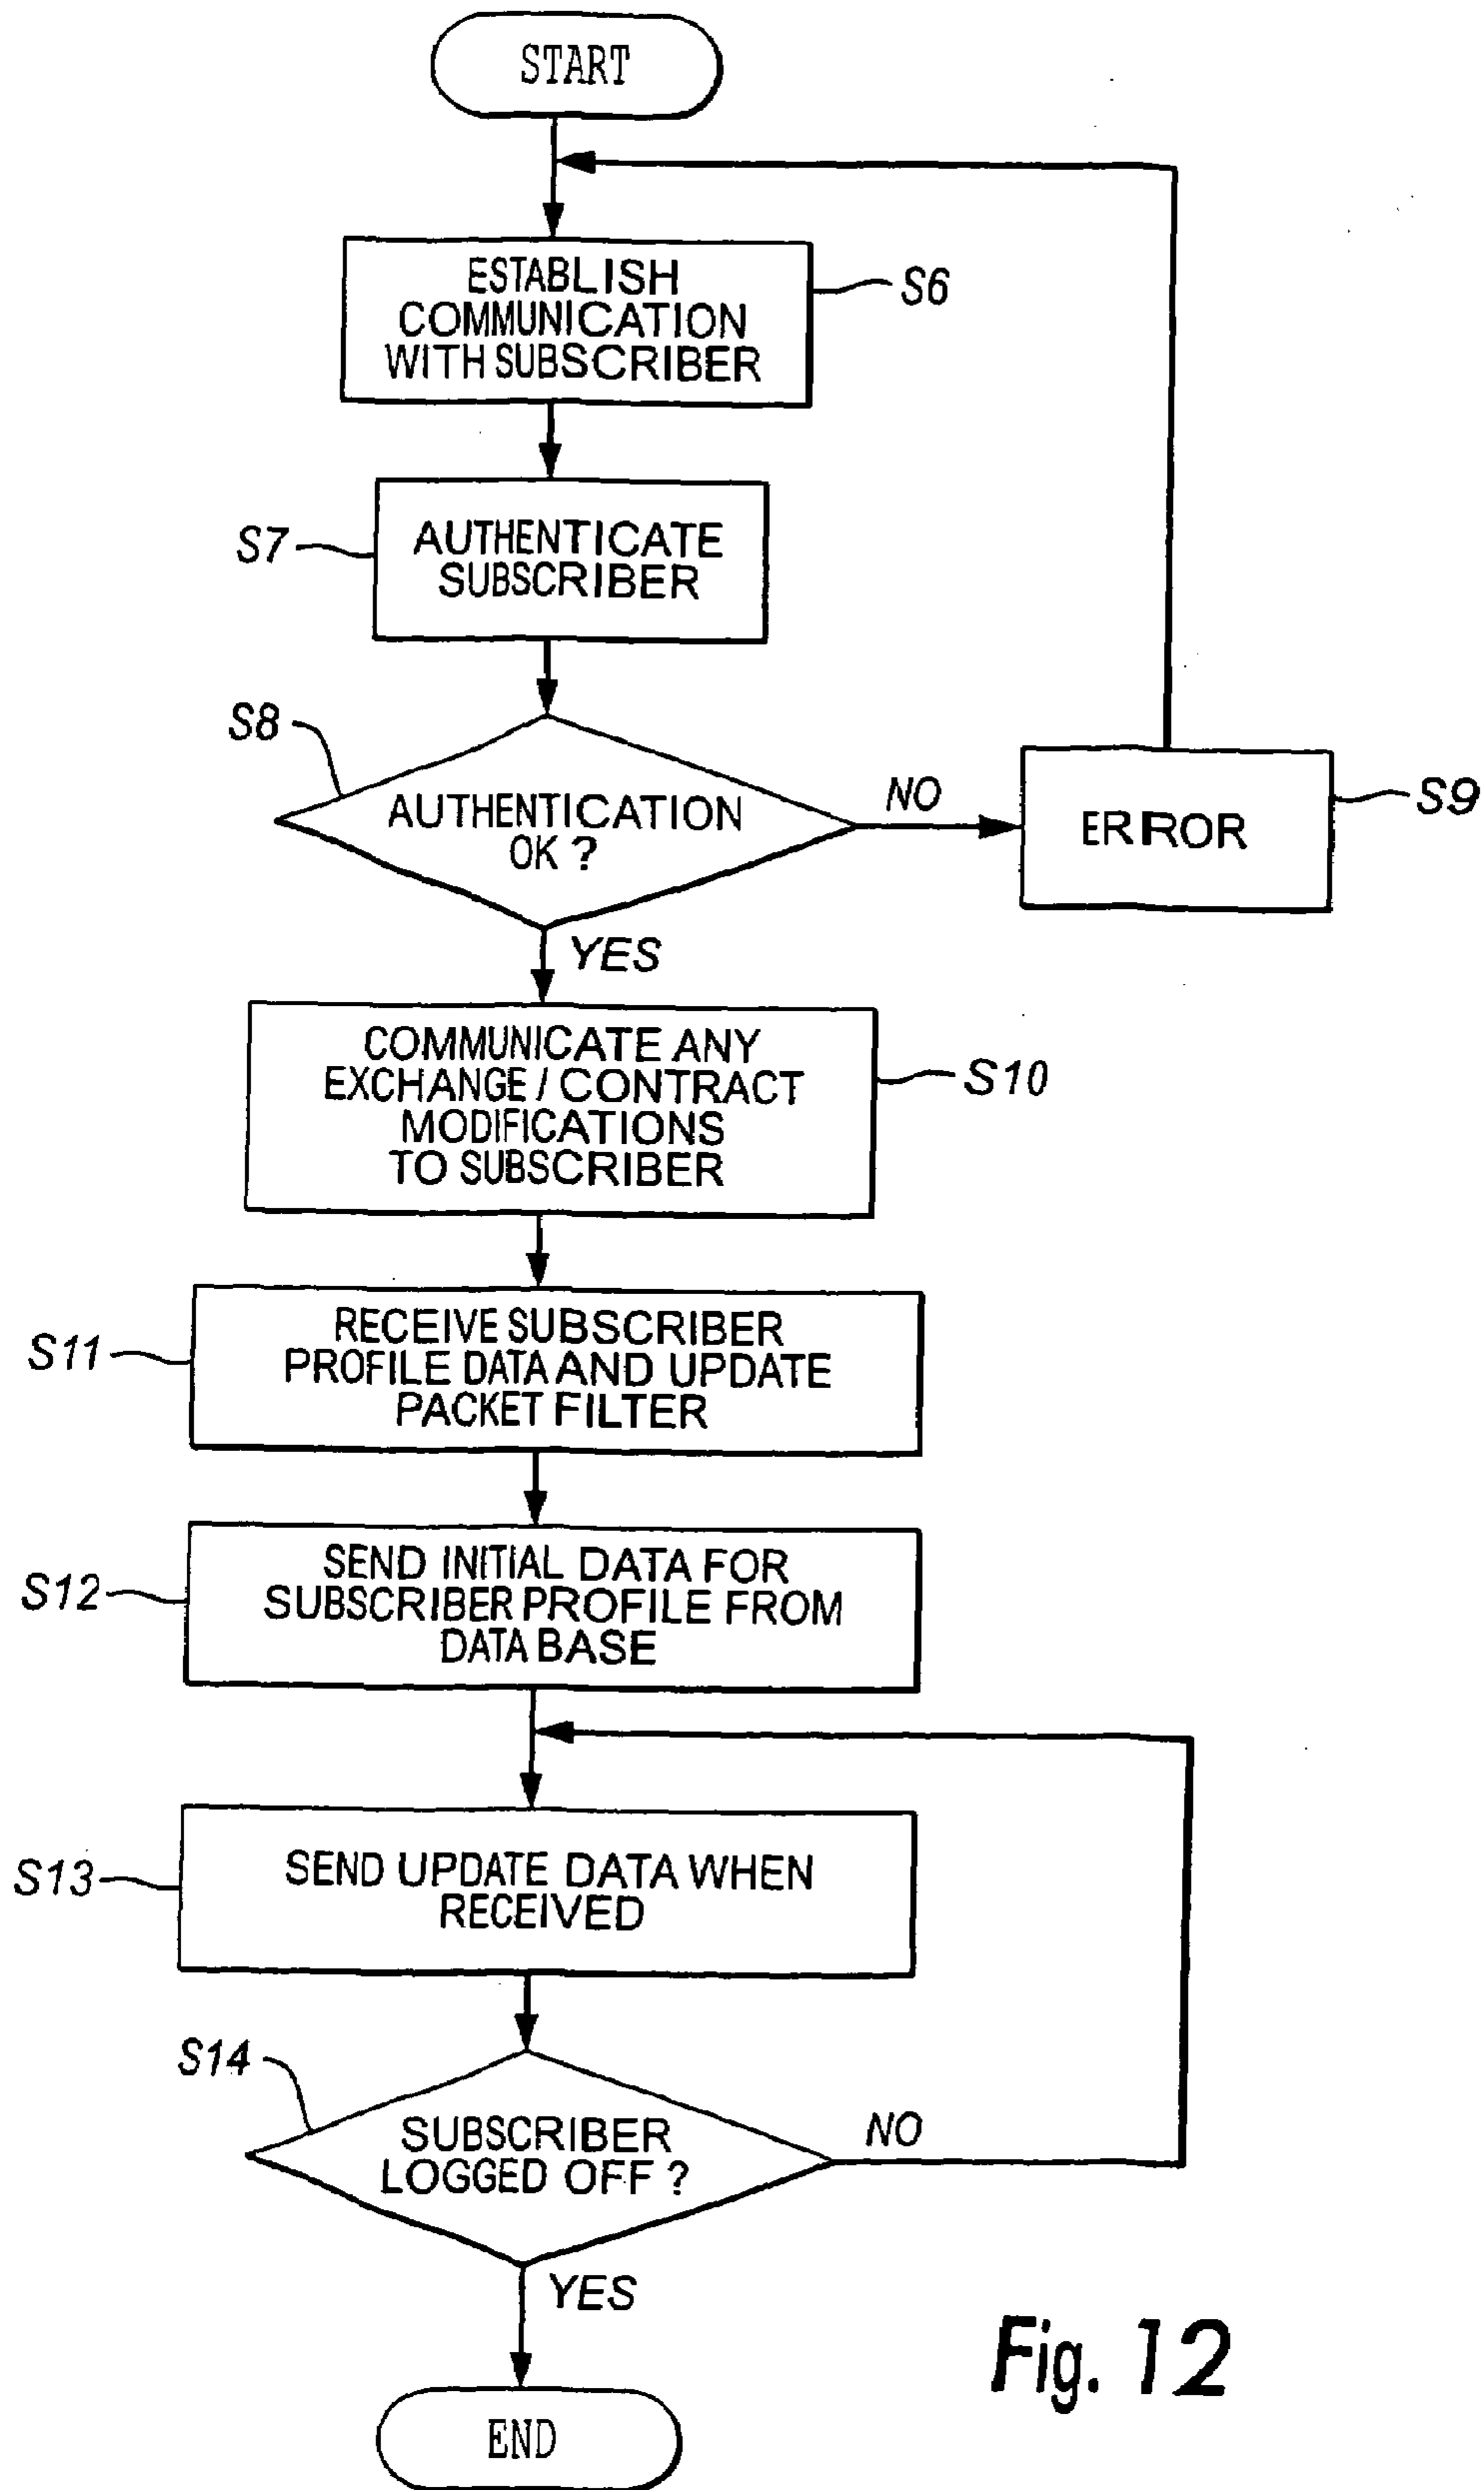 START
ESTABLISH
COMMUNICATION
WITH SUBSCRIBER
S6
S7
AUTHENTICATE
SUBSCRIBER
S8
AUTHENTICATION
OK ?
NO
ERROR
S9
YES
COMMUNICATE ANY
EXCHANGE / CONTRACT
MODIFICATIONS
TO SUBSCRIBER
S10
S11
RECEIVE SUBSCRIBER
PROFILE DATA AND UPDATE
PACKET FILTER
S12
SEND INITIAL DATA FOR
SUBSCRIBER PROFILE FROM
DATA BASE
S13
SEND UPDATE DATA WHEN
RECEIVED
S14
SUBSCRIBER
LOGGED OFF ?
NO
YES
END
Fig. 12